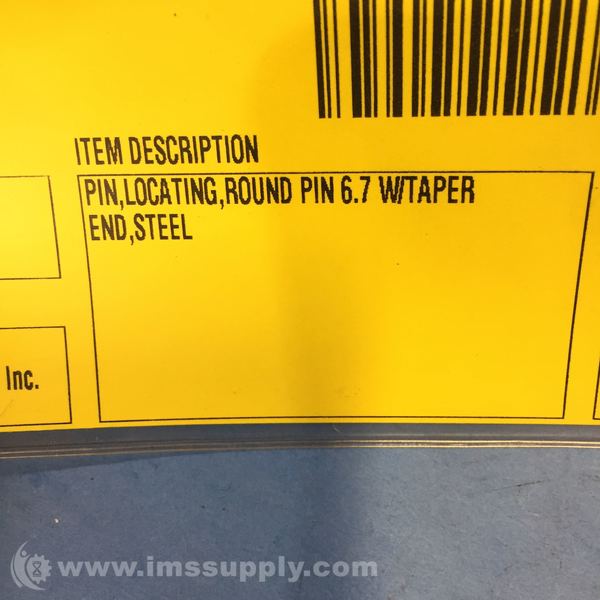 ITEM DESCRIPTION
PIN,LOCATING,ROUND PIN 6.7 W/TAPER
END,STEEL
Inc.
www.imssupply.com